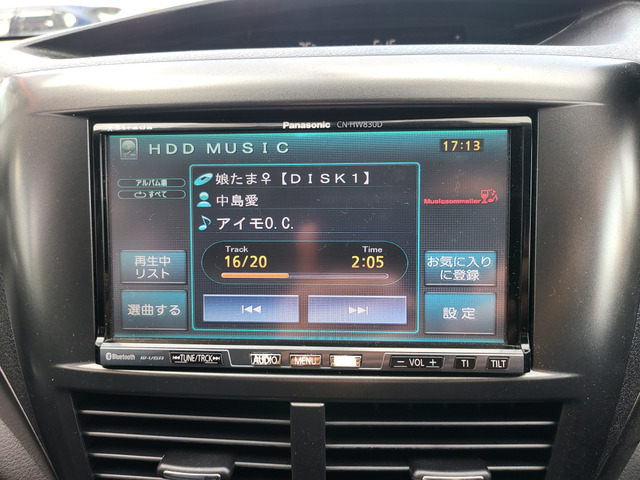 Panasonic CN-HW830D
HDD MUSIC
17:13
アルバム順
すべて
娘たま♀【DISK1】
中島愛
アイモO.C.
Musicsommelier
Track
Time
16/20
2:05
再生中
リスト
お気に入り
に登録
選曲する
設定
Bluetooth
TUNE/TRCK
AUDIO
MENU
− VOL +
TI
TILT